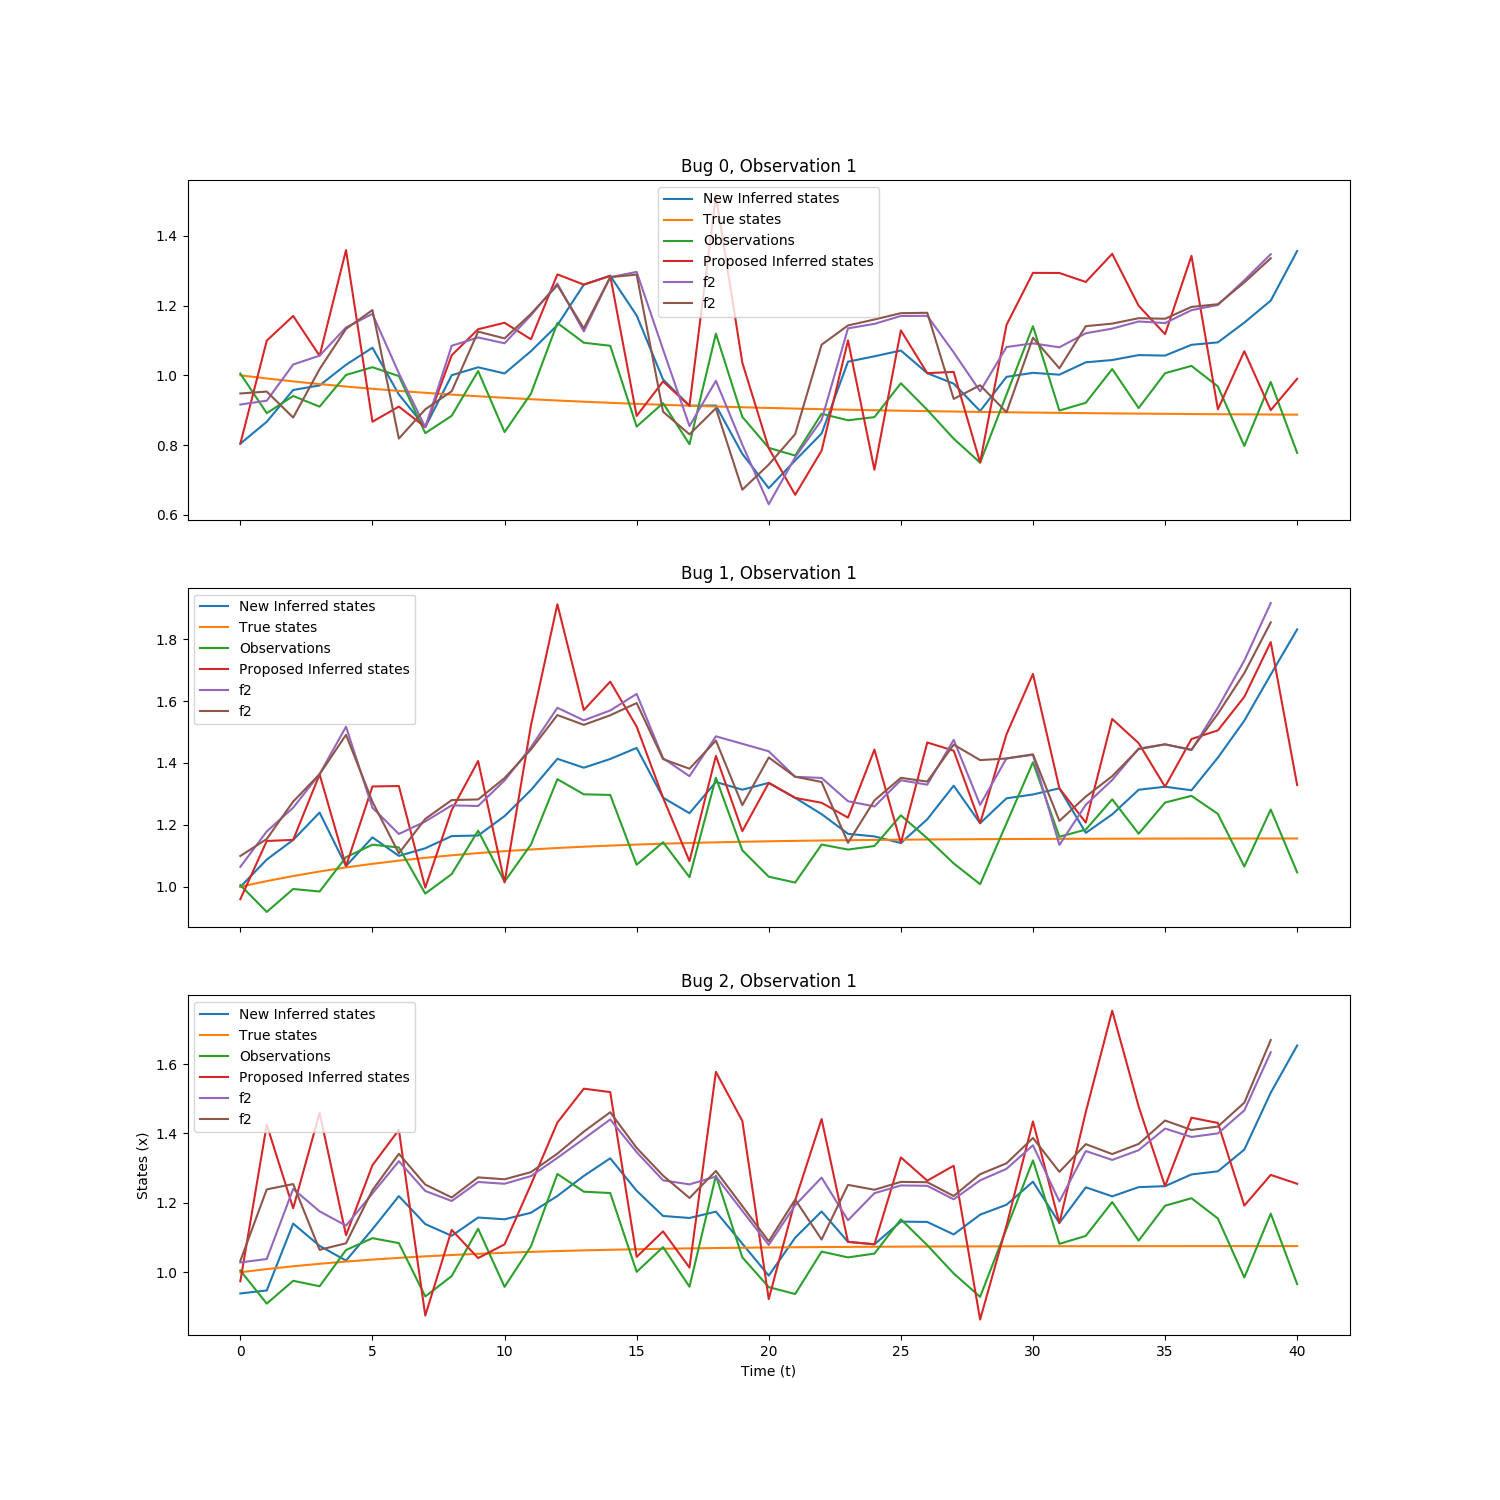 Bug 0, Observation 1
New Inferred states
True states
Observations
Proposed Inferred states
f2
f2
1.4
1.2
1.0
0.8
0.6
Bug 1, Observation 1
New Inferred states
True states
Observations
Proposed Inferred states
f2
f2
1.8
1.6
1.4
1.2
1.0
Bug 2, Observation 1
New Inferred states
True states
Observations
Proposed Inferred states
f2
f2
1.6
1.4
1.2
1.0
States (x)
0 5 10 15 20 25 30 35 40
Time (t)